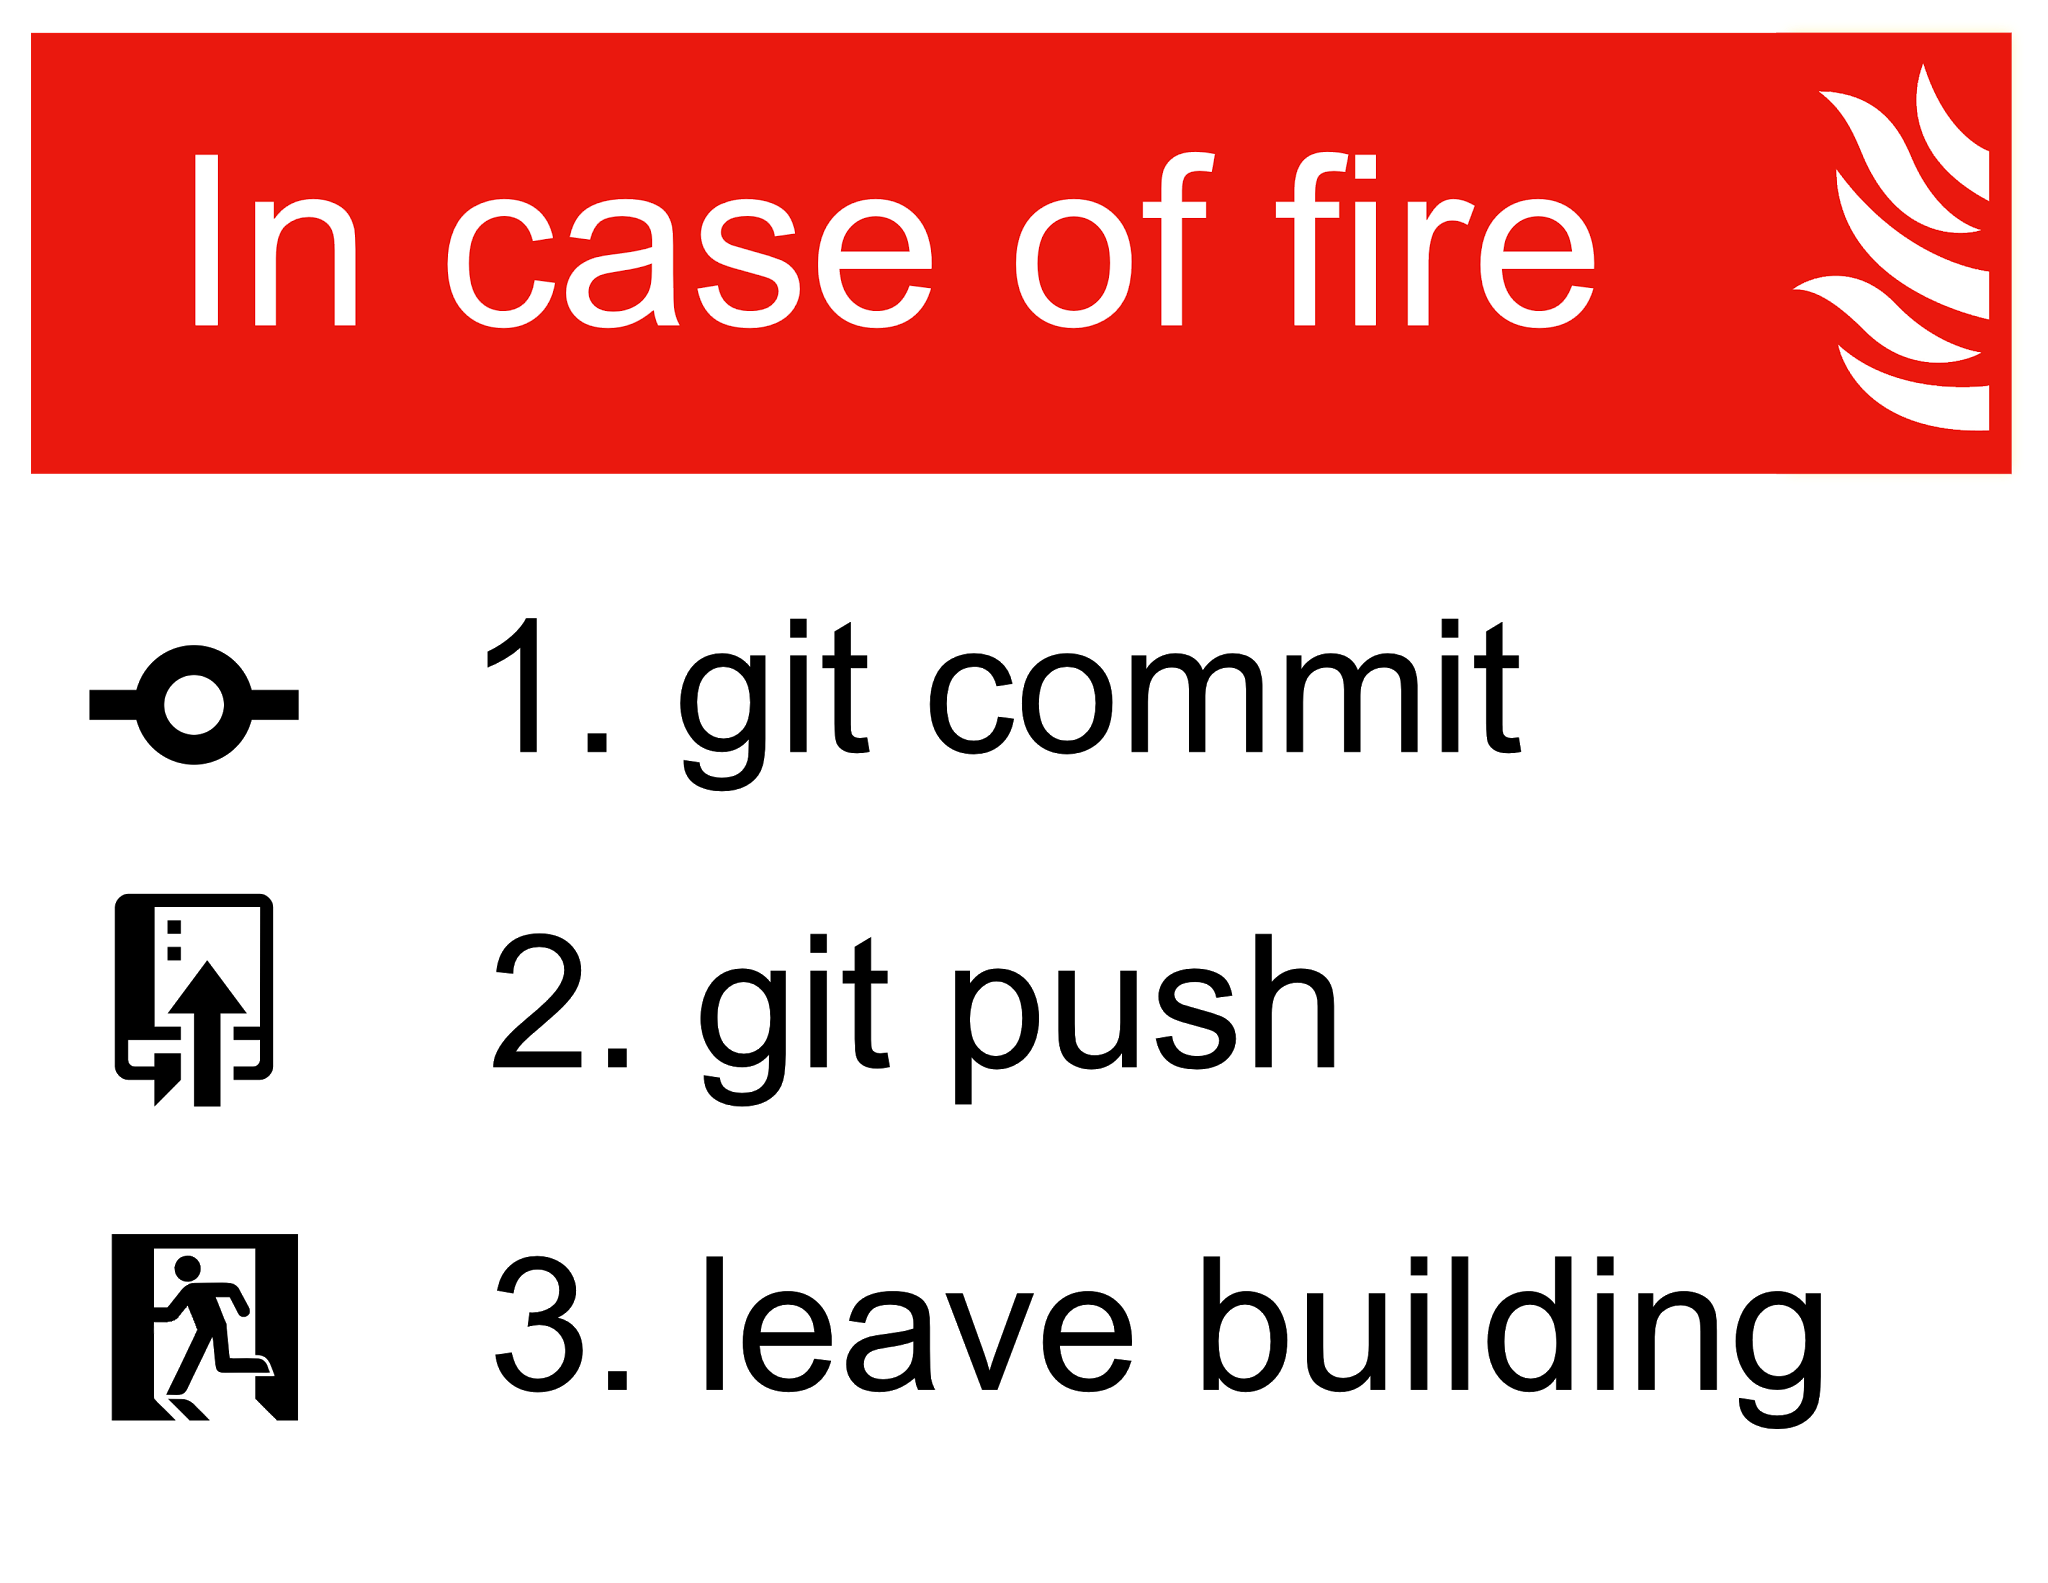 In case of fire
1. git commit
2. git push
3. leave building